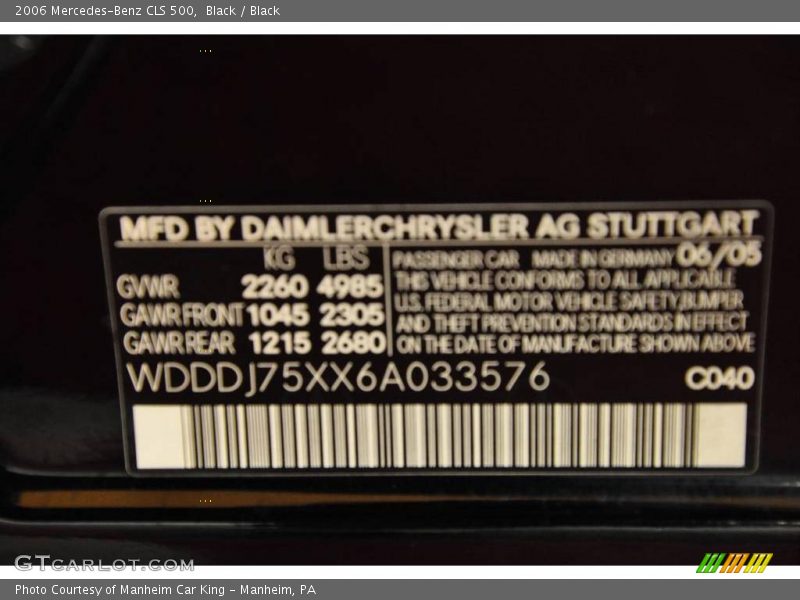 2006 Mercedes-Benz CLS 500,  Black / Black
MFD BY DAIMLERCHRYSLER AG STUTTGART
KG LBS
GVWR 2260 4985
GAWR FRONT 1045 2305
GAWR REAR 1215 2680
PASSENGER CAR MADE IN GERMANY 06/05
THIS VEHICLE CONFORMS TO ALL APPLICABLE
U.S. FEDERAL MOTOR VEHICLE SAFETY, BUMPER
AND THEFT PREVENTION STANDARDS IN EFFECT
ON THE DATE OF MANUFACTURE SHOWN ABOVE
WDDDJ75XX6A033576 C040
GTCARLOT.COM
Photo Courtesy of Manheim Car King - Manheim, PA